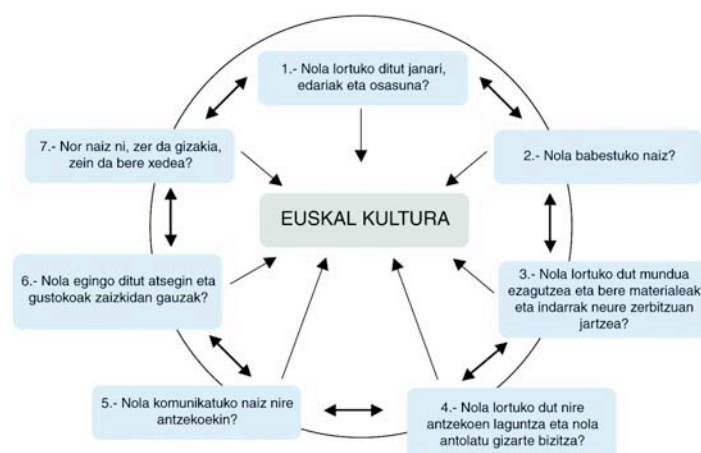 1.- Nola lortuko ditut janari,
edariak eta osasuna?
2.- Nola babestuko naiz?
3.- Nola lortuko dut mundua
ezagutzea eta bere materialeak
eta indarrak neure zerbitzuan
jartzea?
4.- Nola lortuko dut nire
antzekoen laguntza eta nola
antolatu gizarte bizitza?
5.- Nola komunikatuko naiz nire
antzekoekin?
6.- Nola egingo ditut atsegin eta
gustokoak zaizkidan gauzak?
7.- Nor naiz ni, zer da gizakia,
zein da bere xedea?
EUSKAL KULTURA